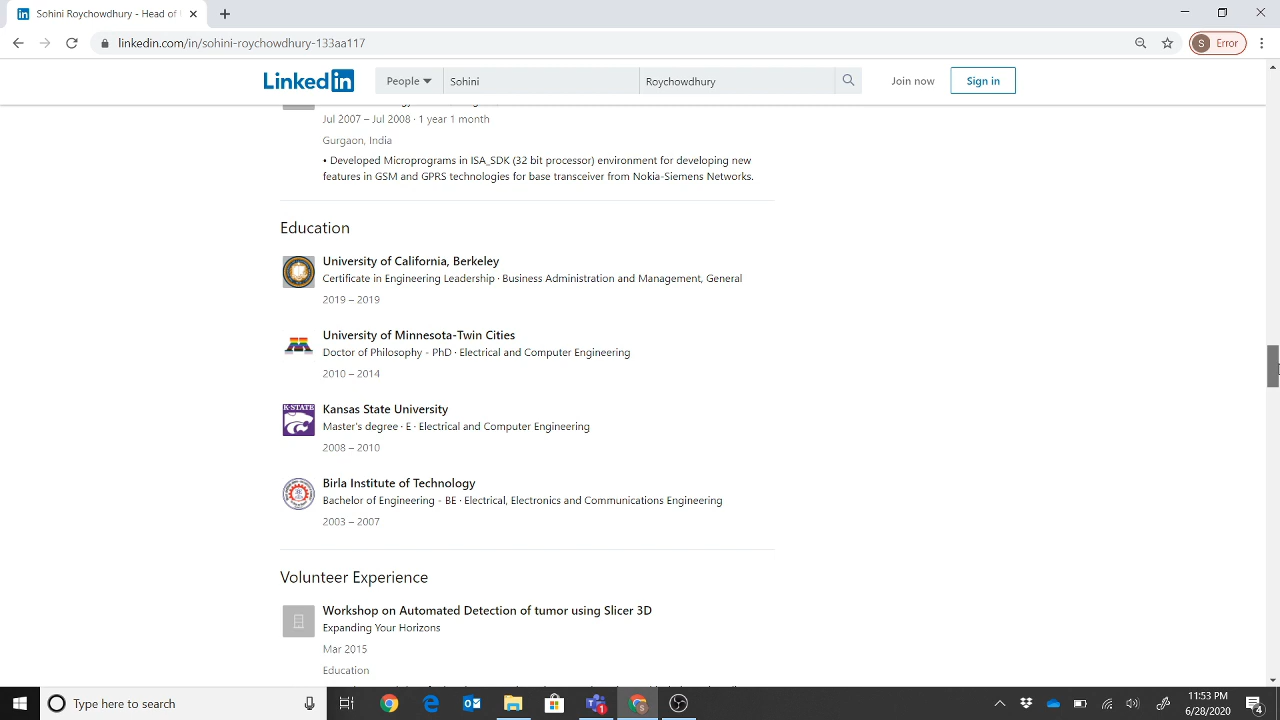 Sohini Roychowdhury - Head of
linkedin.com/in/sohini-roychowdhury-133aa117
S Error
Linkedin People Sohini Roychowdhury Join now Sign in
Jul 2007 – Jul 2008 · 1 year 1 month
Gurgaon, India
• Developed Microprograms in ISA_SDK (32 bit processor) environment for developing new
features in GSM and GPRS technologies for base transceiver from Nokia-Siemens Networks.
Education
University of California, Berkeley
Certificate in Engineering Leadership · Business Administration and Management, General
2019 – 2019
University of Minnesota-Twin Cities
Doctor of Philosophy - PhD · Electrical and Computer Engineering
2010 – 2014
K-STATE
Kansas State University
Master's degree · E · Electrical and Computer Engineering
2008 – 2010
Birla Institute of Technology
Bachelor of Engineering - BE · Electrical, Electronics and Communications Engineering
2003 – 2007
Volunteer Experience
Workshop on Automated Detection of tumor using Slicer 3D
Expanding Your Horizons
Mar 2015
Education
Type here to search
11:53 PM
6/28/2020